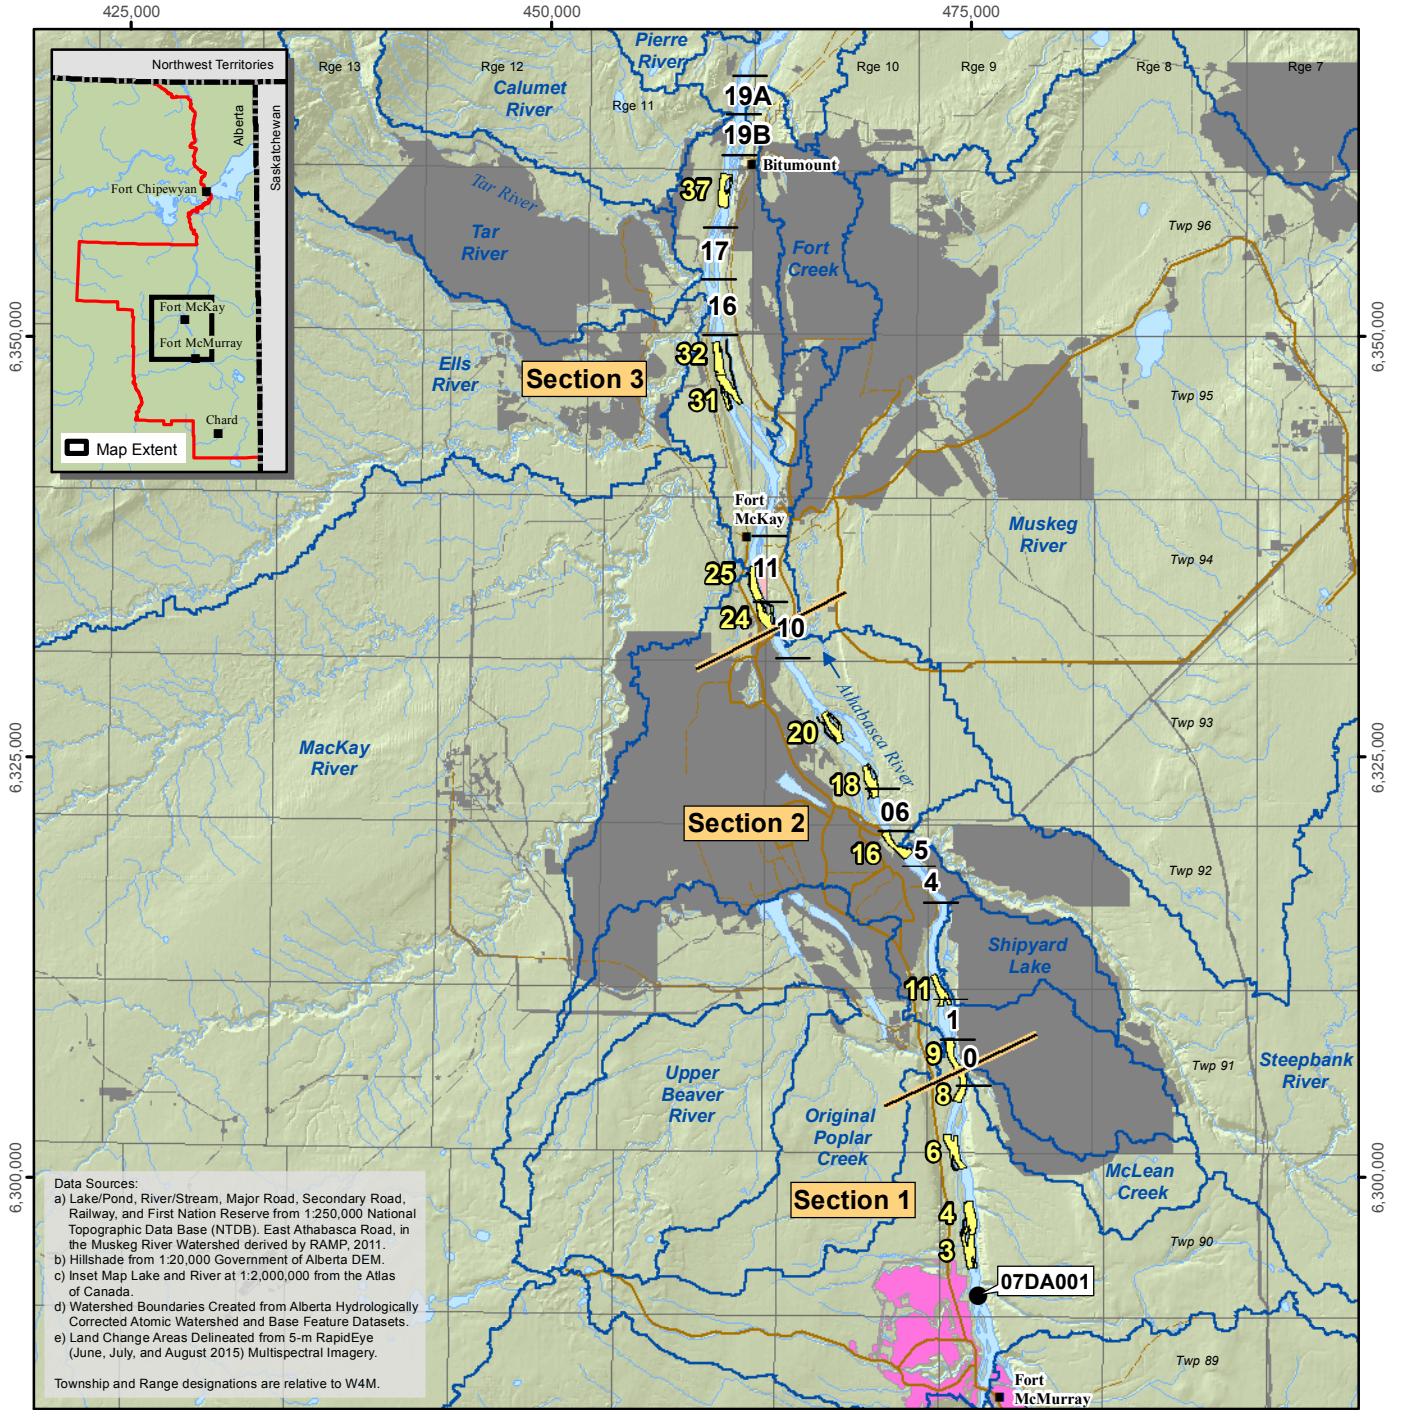 425,000
450,000
475,000
Northwest Territories
Alberta
Saskatchewan
Fort Chipewyan
Fort McKay
Fort McMurray
Chard
Map Extent
Rge 13
Rge 12
Rge 11
Rge 10
Rge 9
Rge 8
Rge 7
Pierre
River
Calumet
River
19A
19B
Bitumount
37
Tar River
Tar
River
17
Fort
Creek
Twp 96
16
6,350,000
6,350,000
32
Ells
River
Section 3
31
Twp 95
Fort
McKay
Muskeg
River
11
25
Twp 94
24
10
Athabasca River
20
Twp 93
MacKay
River
6,325,000
6,325,000
18
06
Section 2
16
5
4
Twp 92
Shipyard
Lake
11
1
9
0
Twp 91
Steepbank
River
Upper
Beaver
River
8
Original
Poplar
Creek
6
McLean
Creek
6,300,000
6,300,000
Section 1
4
3
Twp 90
07DA001
Twp 89
Fort
McMurray
Data Sources:
a) Lake/Pond, River/Stream, Major Road, Secondary Road,
Railway, and First Nation Reserve from 1:250,000 National
Topographic Data Base (NTDB). East Athabasca Road, in
the Muskeg River Watershed derived by RAMP, 2011.
b) Hillshade from 1:20,000 Government of Alberta DEM.
c) Inset Map Lake and River at 1:2,000,000 from the Atlas
of Canada.
d) Watershed Boundaries Created from Alberta Hydrologically
Corrected Atomic Watershed and Base Feature Datasets.
e) Land Change Areas Delineated from 5-m RapidEye
(June, July, and August 2015) Multispectral Imagery.
Township and Range designations are relative to W4M.